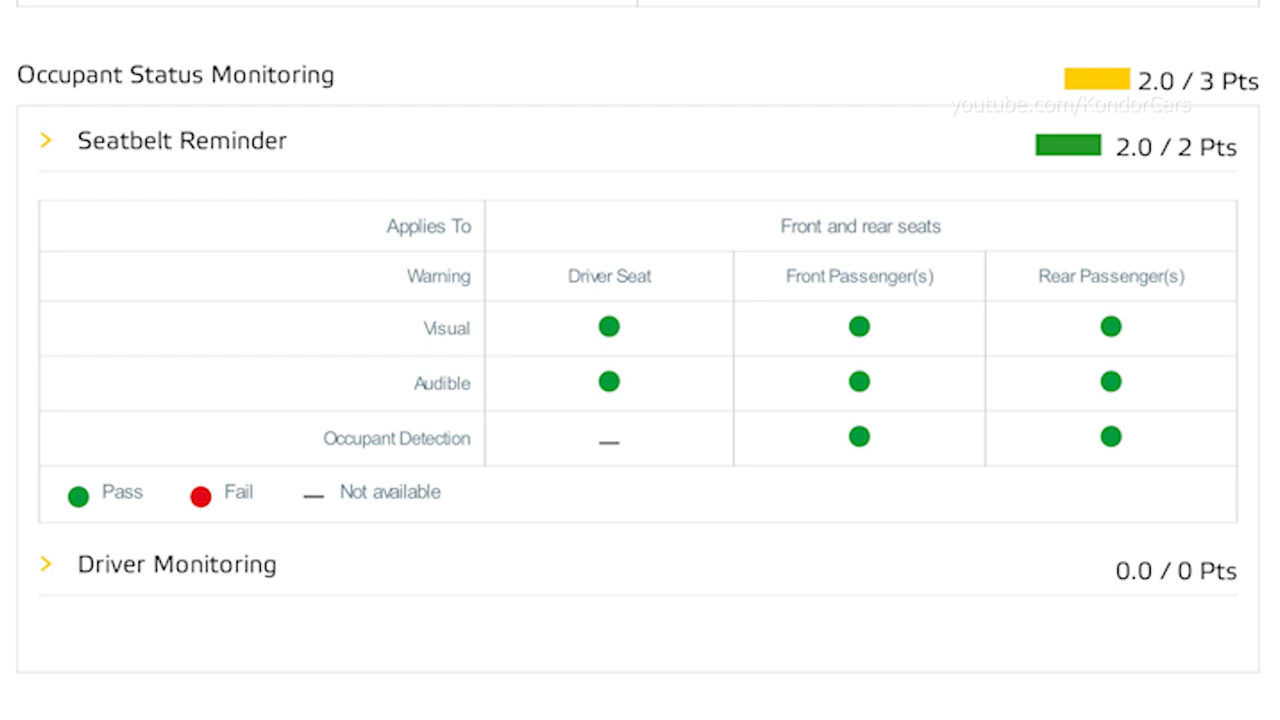 Occupant Status Monitoring 2.0 / 3 Pts
youtube.com/KondorCars
Seatbelt Reminder 2.0 / 2 Pts
Applies To Front and rear seats
Warning Driver Seat Front Passenger(s) Rear Passenger(s)
Visual
Audible
Occupant Detection —
Pass Fail — Not available
Driver Monitoring 0.0 / 0 Pts